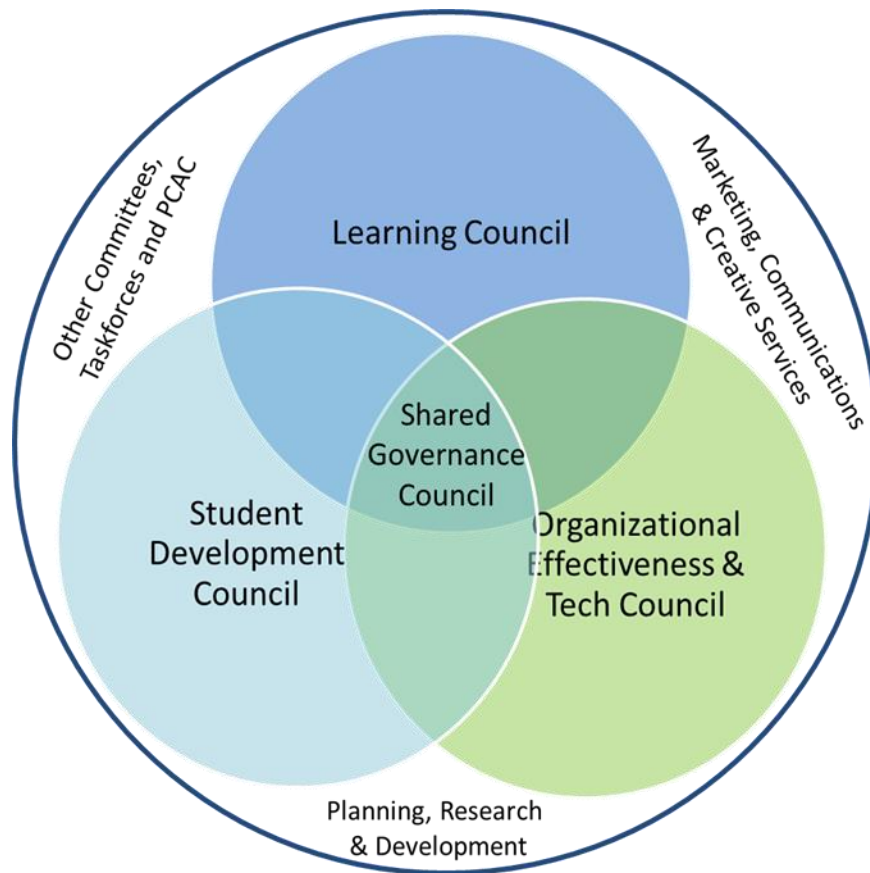 Other Committees,
Taskforces and PCAC
Marketing, Communications
& Creative Services
Learning Council
Shared
Governance
Council
Student
Development
Council
Organizational
Effectiveness &
Tech Council
Planning, Research
& Development